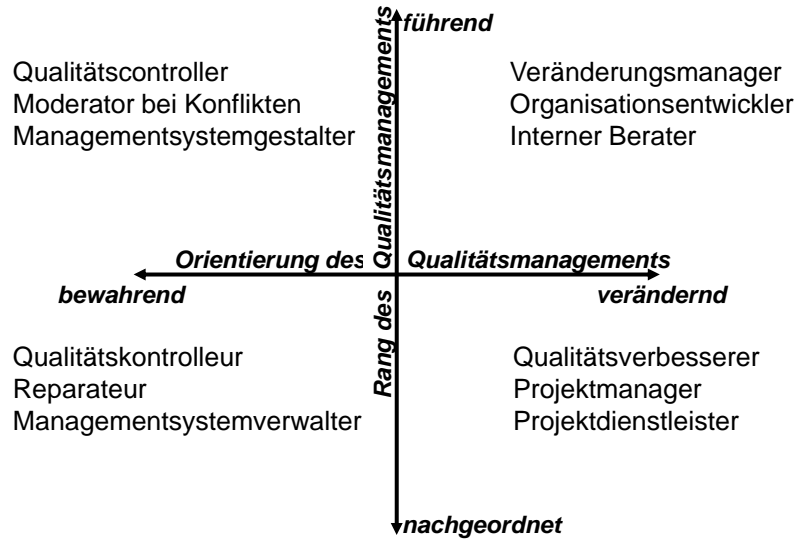 führend
Qualitätscontroller
Moderator bei Konflikten
Managementsystemgestalter
Veränderungsmanager
Organisationsentwickler
Interner Berater
Rang des Qualitätsmanagements
Orientierung des Qualitätsmanagements
bewahrend
verändernd
Qualitätskontrolleur
Reparateur
Managementsystemverwalter
Qualitätsverbesserer
Projektmanager
Projektdienstleister
nachgeordnet